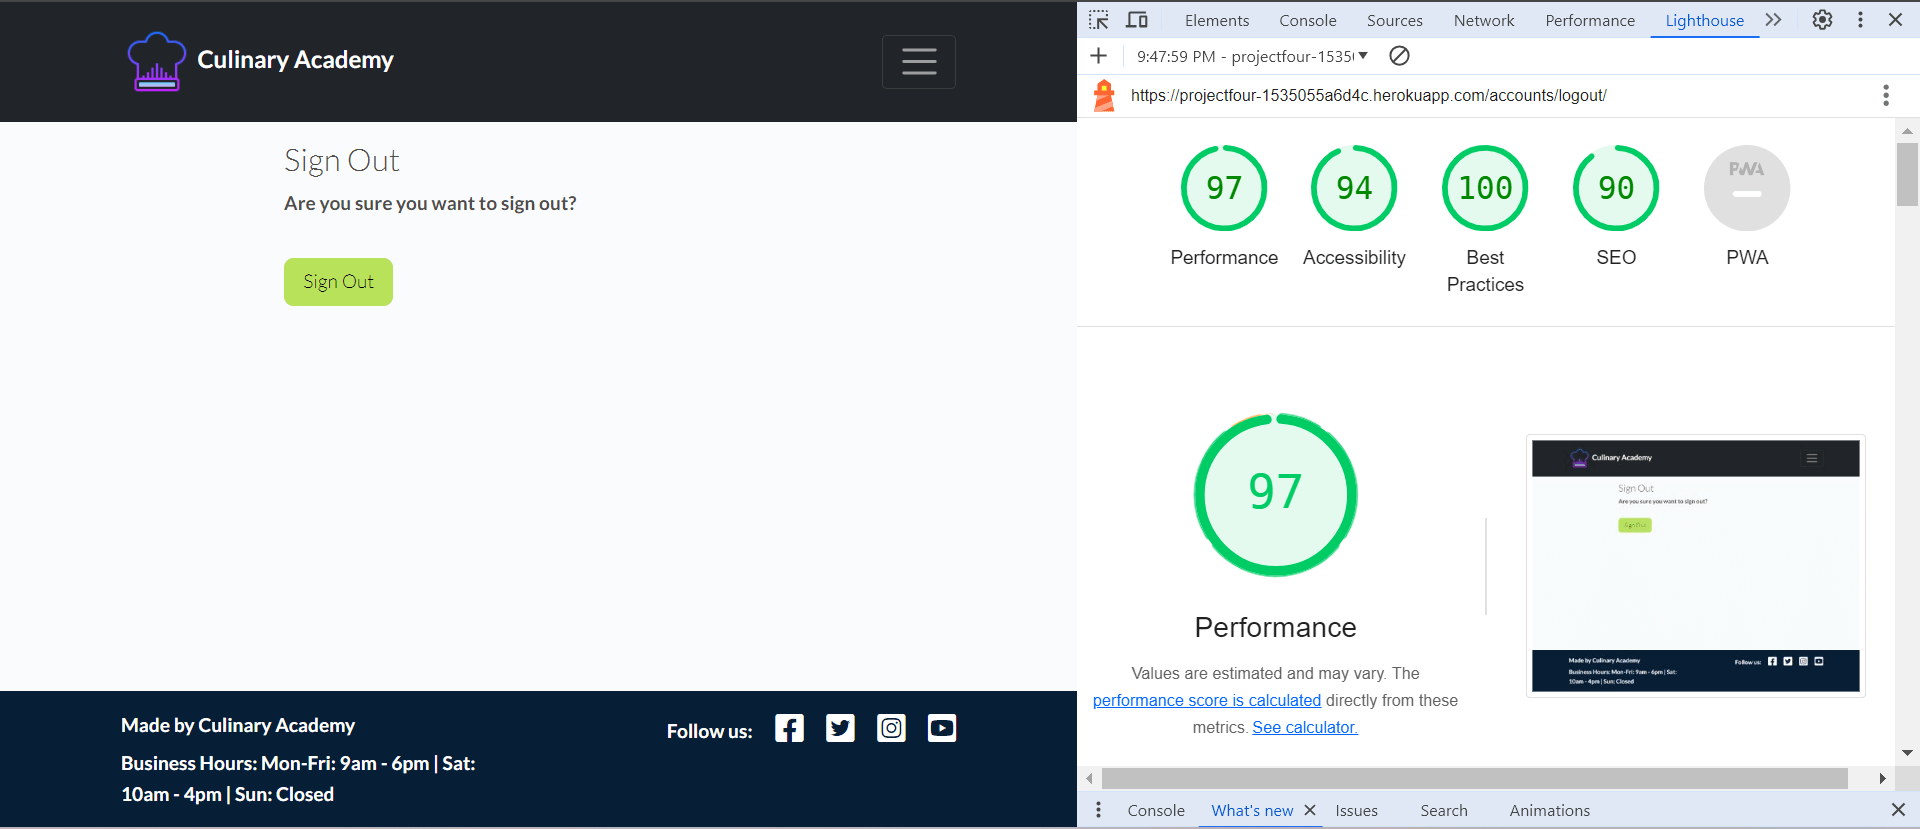 Culinary Academy
Sign Out
Are you sure you want to sign out?
Sign Out
Made by Culinary Academy
Business Hours: Mon-Fri: 9am - 6pm | Sat:
10am - 4pm | Sun: Closed
Follow us:
Elements Console Sources Network Performance Lighthouse
9:47:59 PM - projectfour-1535
https://projectfour-1535055a6d4c.herokuapp.com/accounts/logout/
97 94 100 90 PWA
Performance Accessibility Best Practices SEO PWA
97
Performance
Values are estimated and may vary. The
performance score is calculated directly from these
metrics. See calculator.
Culinary Academy
Sign Out
Are you sure you want to sign out?
Sign Out
Made by Culinary Academy
Business Hours: Mon-Fri: 9am - 6pm | Sat:
10am - 4pm | Sun: Closed
Follow us:
Console What's new Issues Search Animations